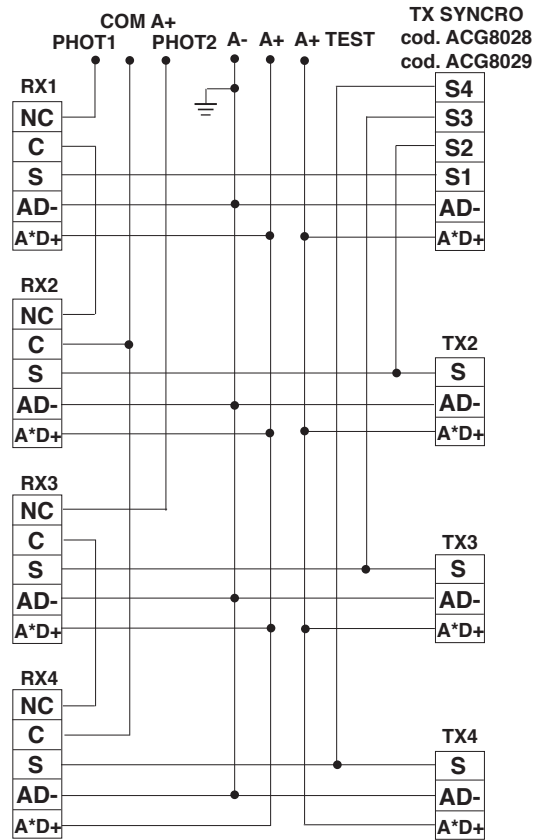 COM A+
PHOT1 PHOT2 A- A+ A+ TEST
TX SYNCRO
cod. ACG8028
cod. ACG8029
RX1
NC
C
S
AD-
A*D+
S4
S3
S2
S1
AD-
A*D+
RX2
NC
C
S
AD-
A*D+
TX2
S
AD-
A*D+
RX3
NC
C
S
AD-
A*D+
TX3
S
AD-
A*D+
RX4
NC
C
S
AD-
A*D+
TX4
S
AD-
A*D+